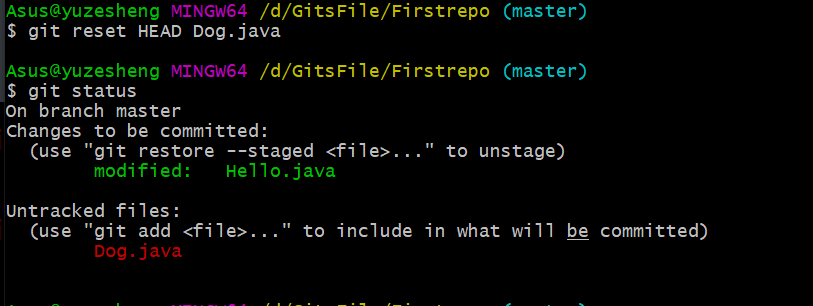 Asus@yuzesheng MINGW64 /d/GitsFile/Firstrepo (master)
$ git reset HEAD Dog.java
Asus@yuzesheng MINGW64 /d/GitsFile/Firstrepo (master)
$ git status
On branch master
Changes to be committed:
  (use "git restore --staged <file>..." to unstage)
        modified:   Hello.java
Untracked files:
  (use "git add <file>..." to include in what will be committed)
        Dog.java